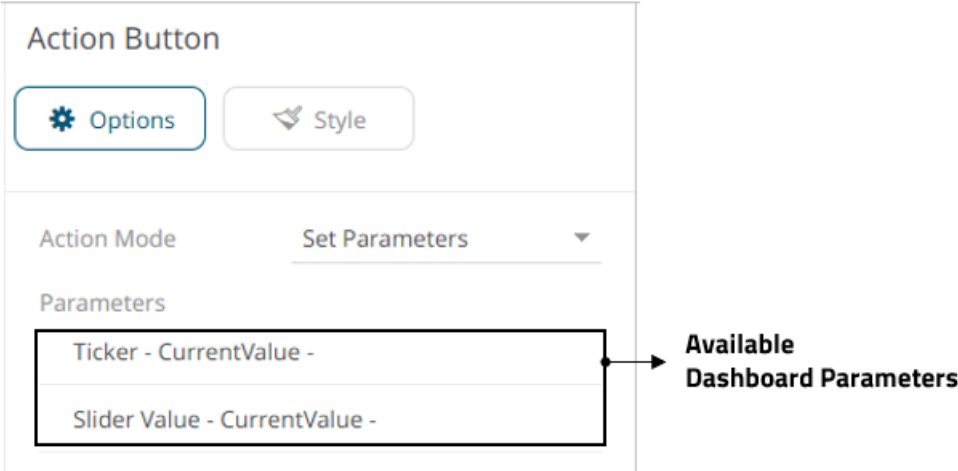 Action Button
Options
Style
Action Mode
Set Parameters
Parameters
Ticker - CurrentValue -
Slider Value - CurrentValue -
Available
Dashboard Parameters